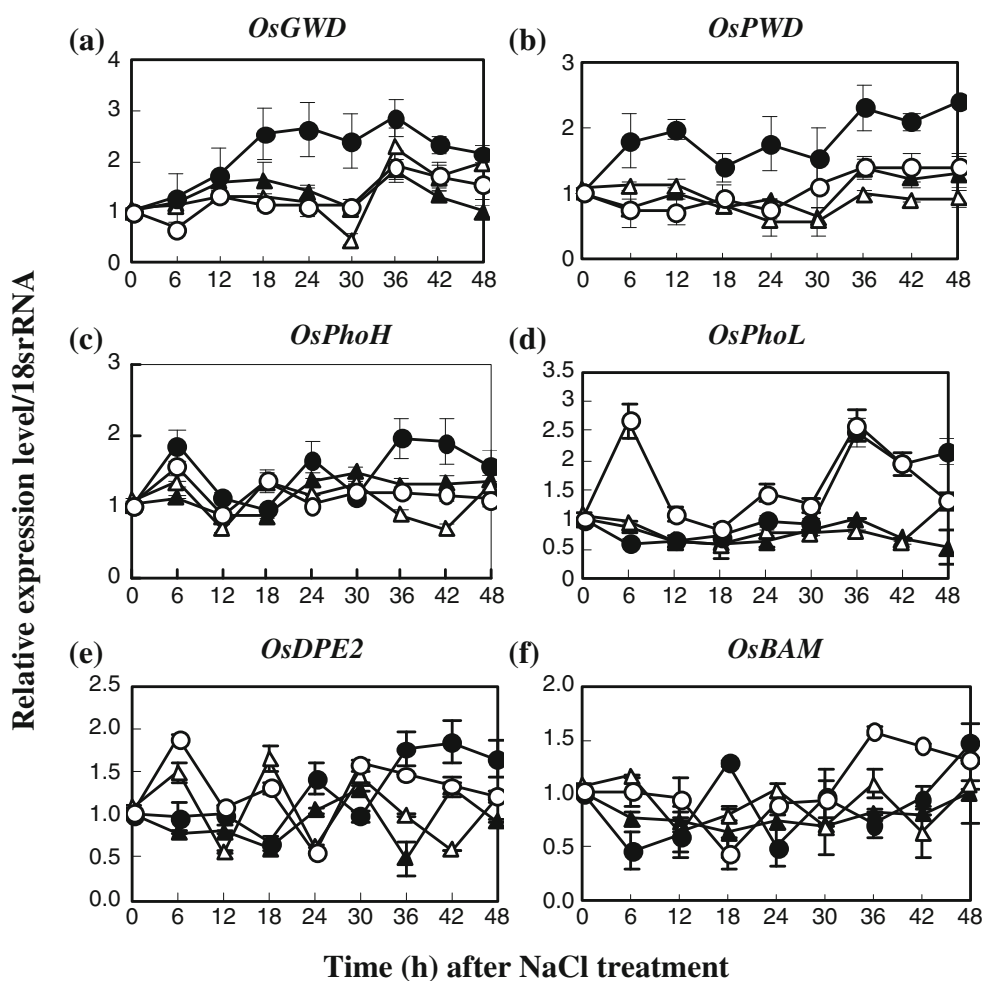 (a) OsGWD
4
3
2
1
0
0 6 12 18 24 30 36 42 48
(b) OsPWD
3
2
1
0
0 6 12 18 24 30 36 42 48
Relative expression level/18srRNA
(c) OsPhoH
3
2
1
0
0 6 12 18 24 30 36 42 48
(d) OsPhoL
3.5
3
2.5
2
1.5
1
0.5
0
0 6 12 18 24 30 36 42 48
(e) OsDPE2
2.5
2.0
1.5
1.0
0.5
0.0
0 6 12 18 24 30 36 42 48
(f) OsBAM
2.0
1.5
1.0
0.5
0.0
0 6 12 18 24 30 36 42 48
Time (h) after NaCl treatment